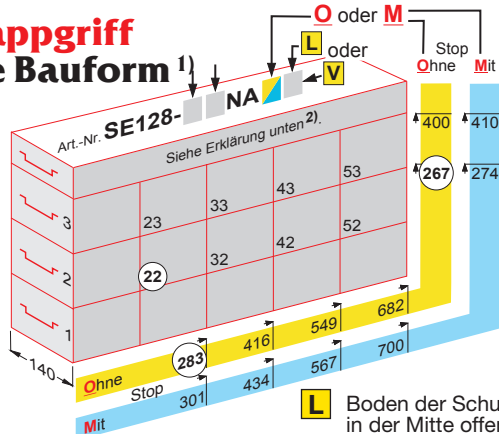 appgriff
e Bauform 1)
O oder M
L oder
V
Stop
Ohne Mit
Art.-Nr. SE128- NA
Siehe Erklärung unten 2).
400 410
267 274
3 23 33 43 53
2 22 32 42 52
1
140
Ohne 283 416 549 682
Stop
Mit 301 434 567 700
L Boden der Schu
in der Mitte offe